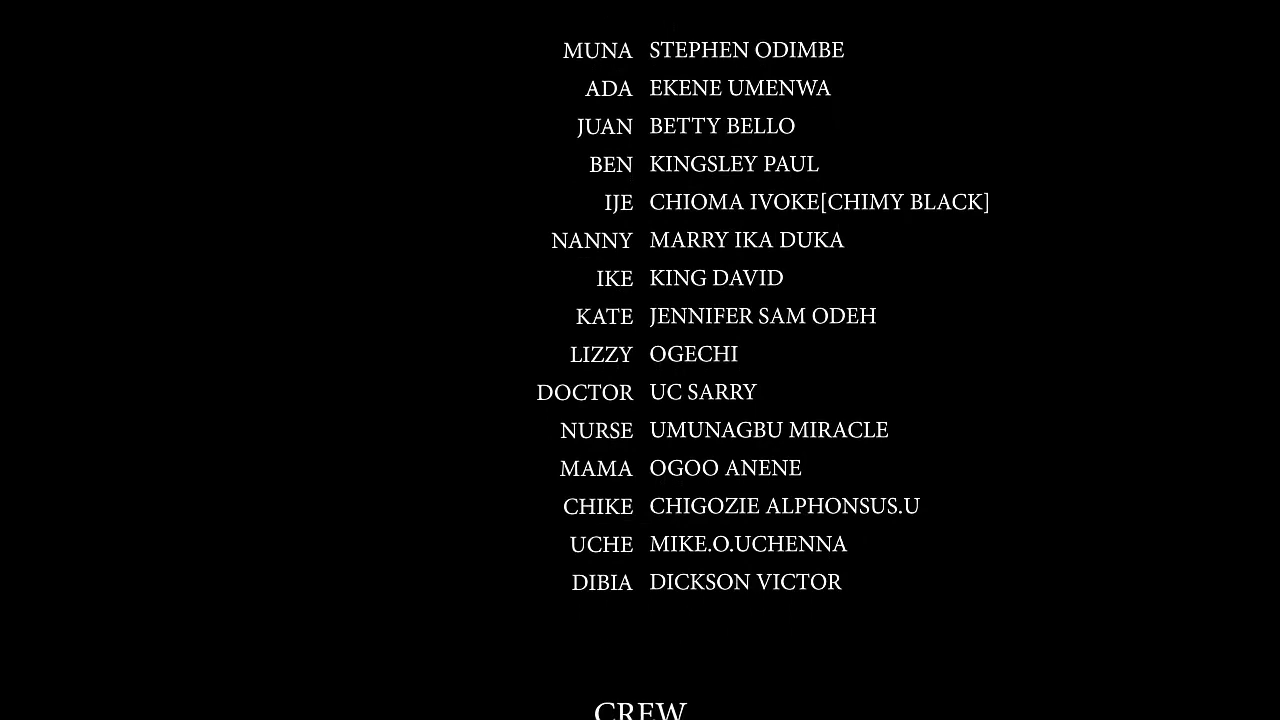 MUNA STEPHEN ODIMBE
ADA EKENE UMENWA
JUAN BETTY BELLO
BEN KINGSLEY PAUL
IJE CHIOMA IVOKE[CHIMY BLACK]
NANNY MARRY IKA DUKA
IKE KING DAVID
KATE JENNIFER SAM ODEH
LIZZY OGECHI
DOCTOR UC SARRY
NURSE UMUNAGBU MIRACLE
MAMA OGOO ANENE
CHIKE CHIGOZIE ALPHONSUS.U
UCHE MIKE.O.UCHENNA
DIBIA DICKSON VICTOR
CREW